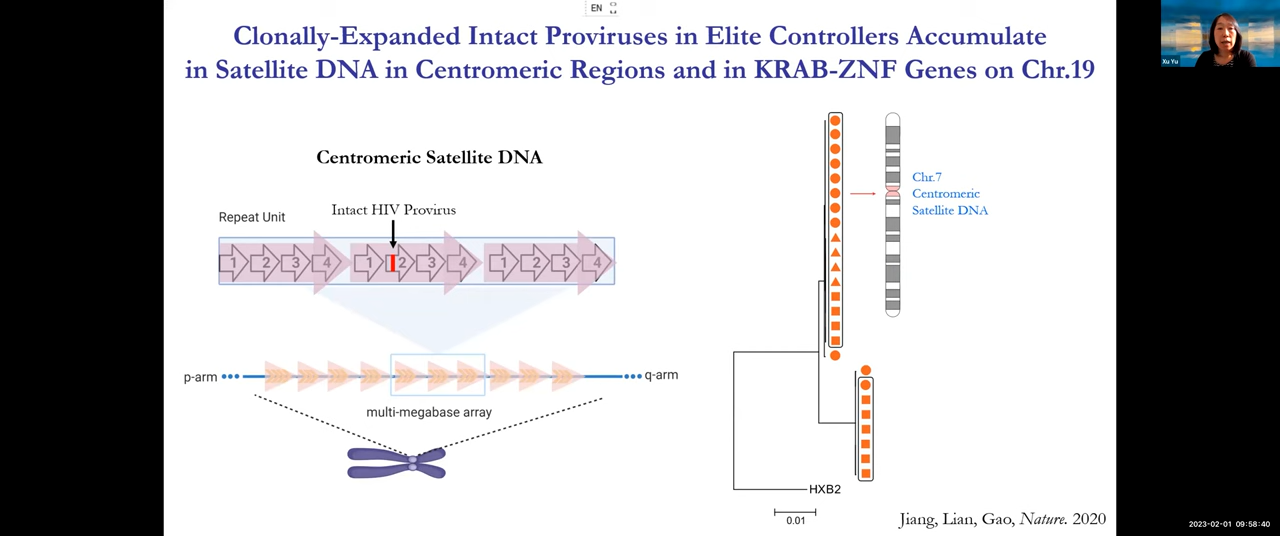 EN
Clonally-Expanded Intact Proviruses in Elite Controllers Accumulate
in Satellite DNA in Centromeric Regions and in KRAB-ZNF Genes on Chr.19
Xu Yu
Centromeric Satellite DNA
Intact HIV Provirus
Repeat Unit
1 2 3 4 1 2 3 4 1 2 3 4
p-arm
q-arm
multi-megabase array
Chr.7
Centromeric
Satellite DNA
HXB2
0.01
Jiang, Lian, Gao, Nature. 2020
2023-02-01 09:58:40